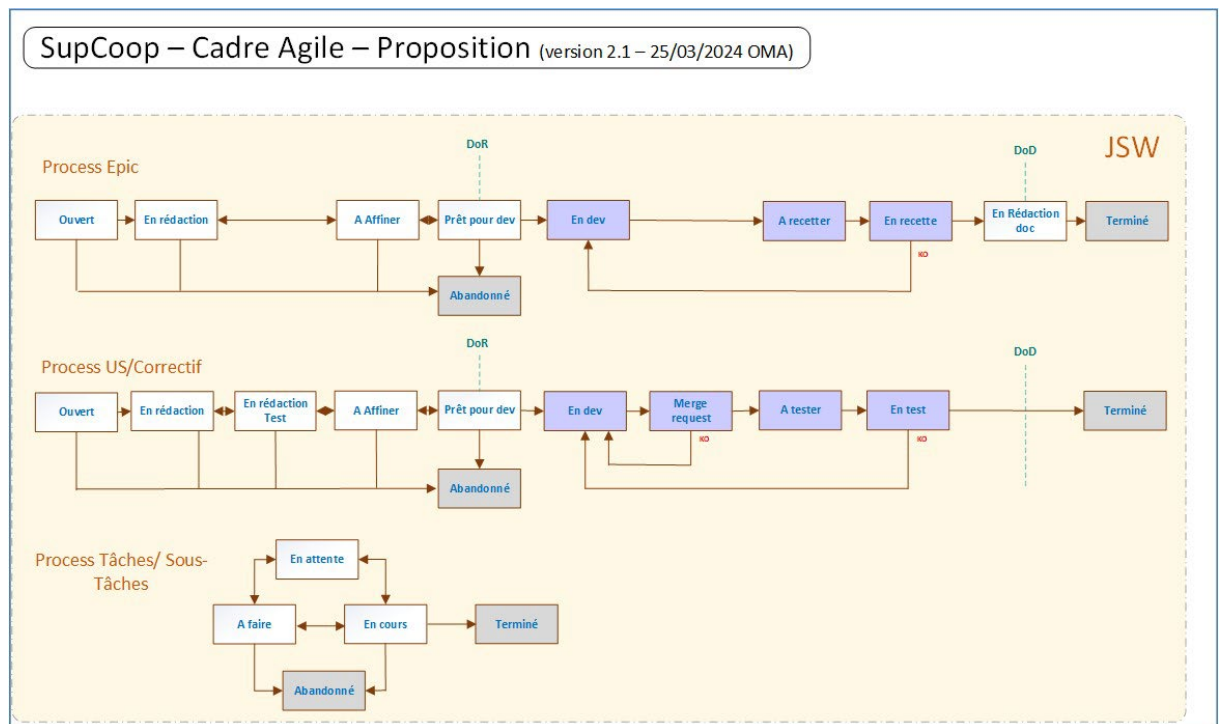 SupCoop – Cadre Agile – Proposition (version 2.1 – 25/03/2024 OMA)
JSW
Process Epic
DoR
DoD
Ouvert
En rédaction
A Affiner
Prêt pour dev
En dev
A recetter
En recette
En Rédaction
doc
Terminé
KO
Abandonné
Process US/Correctif
DoR
DoD
Ouvert
En rédaction
En rédaction
Test
A Affiner
Prêt pour dev
En dev
Merge
request
A tester
En test
Terminé
KO
KO
Abandonné
Process Tâches/ Sous-
Tâches
En attente
A faire
En cours
Terminé
Abandonné